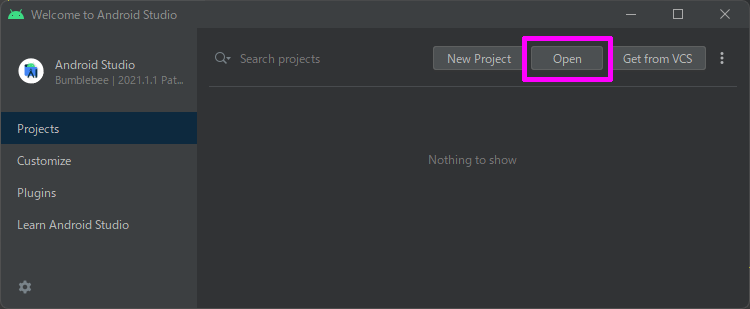 Welcome to Android Studio
Android Studio
Bumblebee | 2021.1.1 Pat...
Search projects
New Project
Open
Get from VCS
Projects
Customize
Plugins
Learn Android Studio
Nothing to show